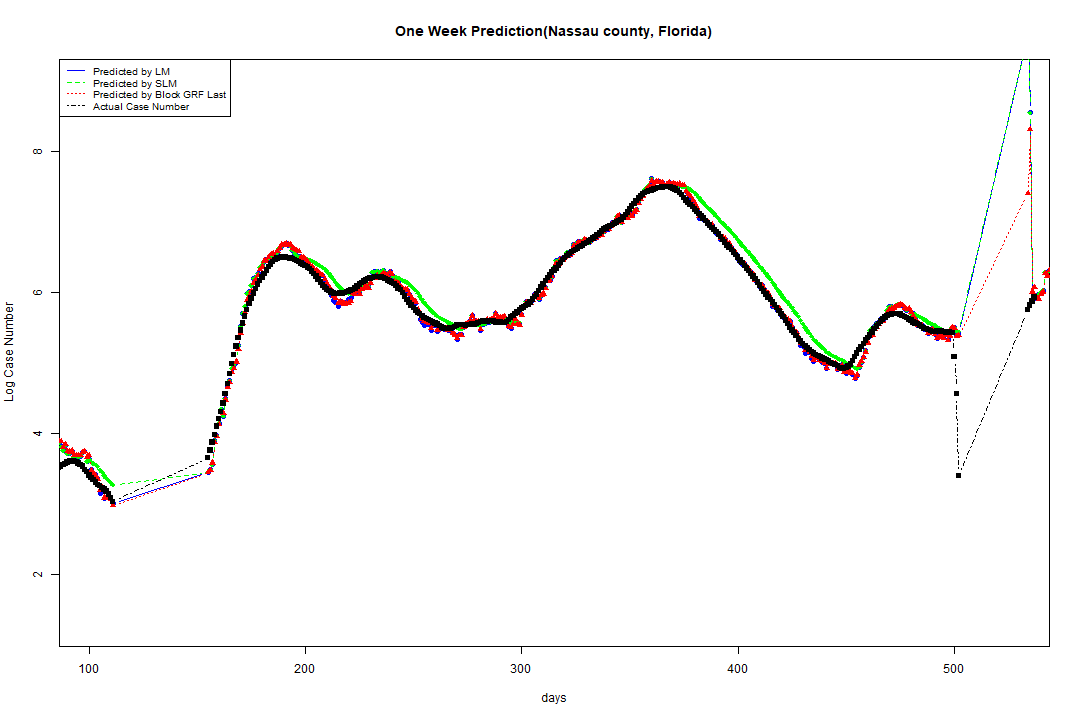 One Week Prediction(Nassau county, Florida)
Predicted by LM
Predicted by SLM
Predicted by Block GRF Last
Actual Case Number
8
6
4
2
Log Case Number
100 200 300 400 500
days